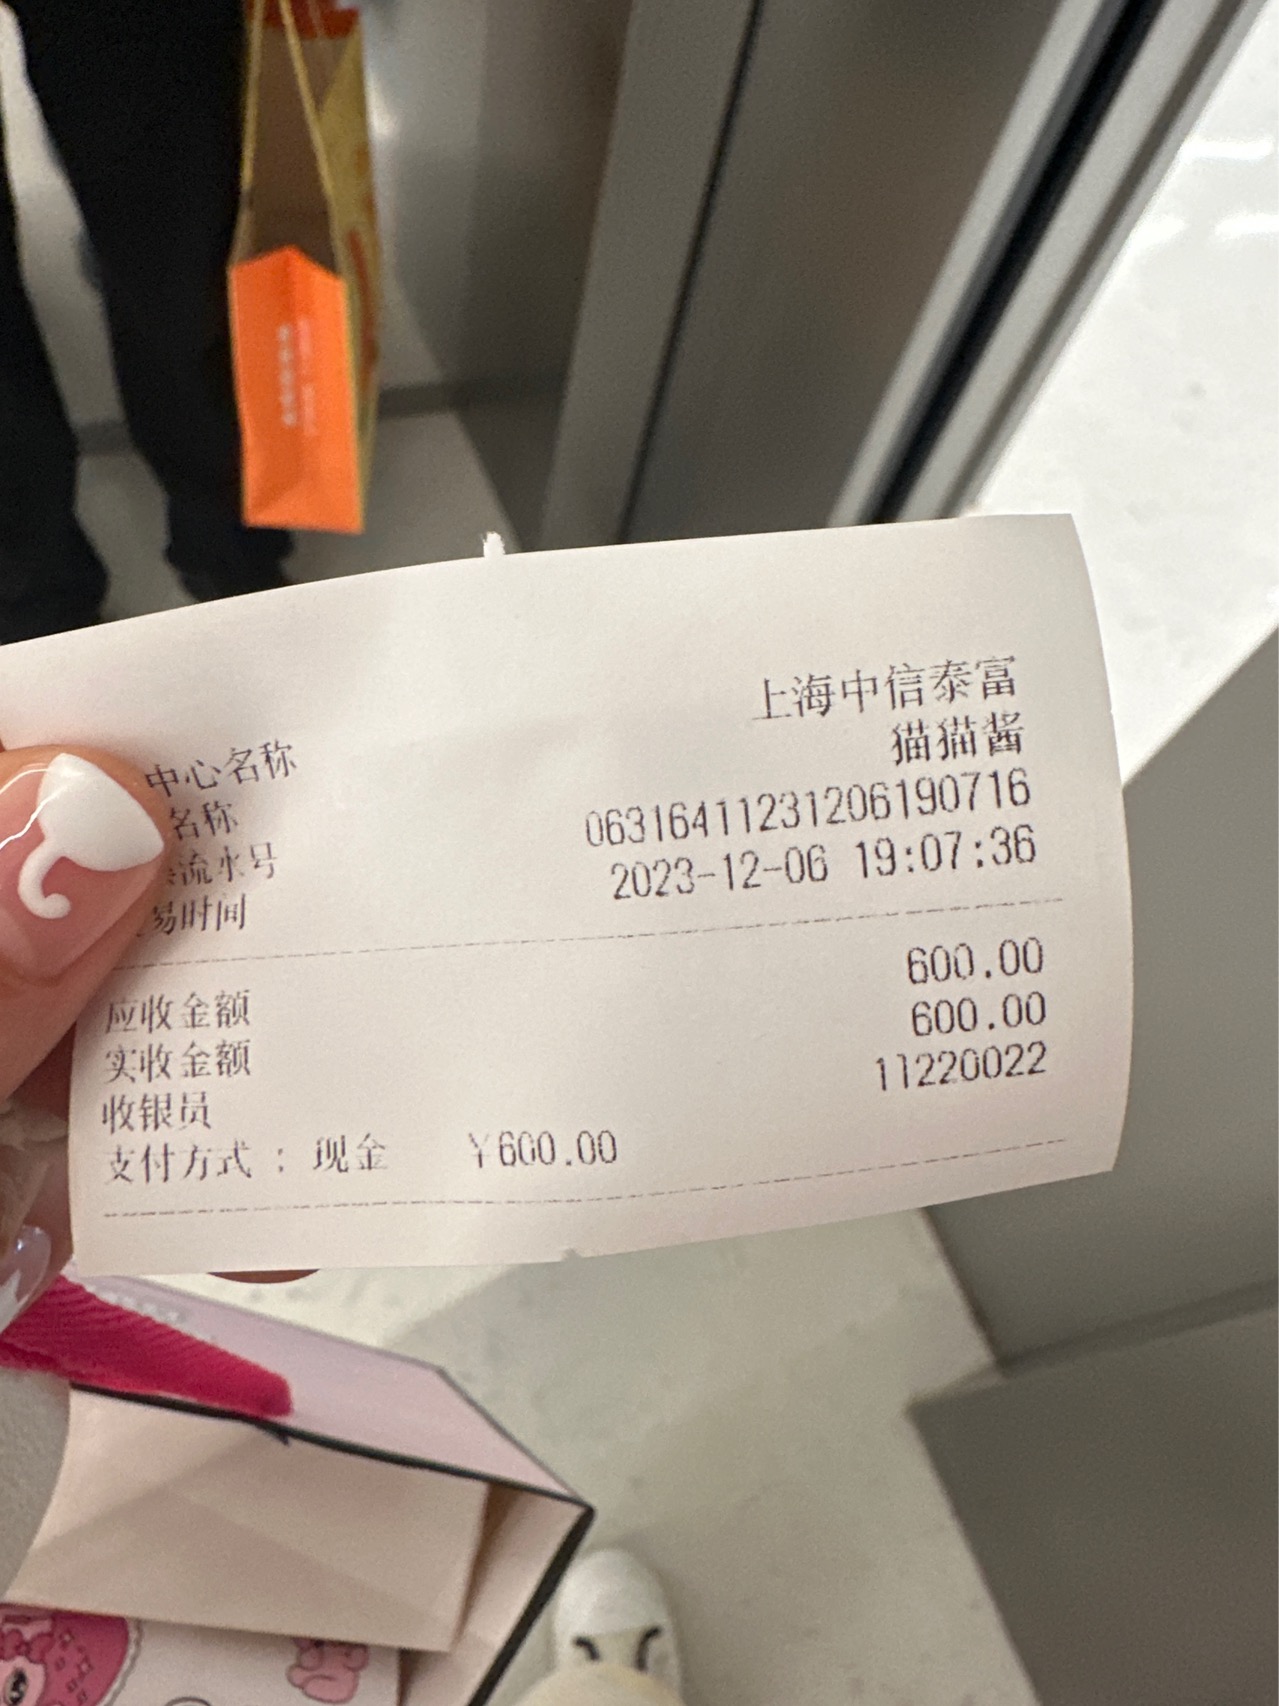 中心名称 上海中信泰富
名称 猫猫酱
流水号 06316411231206190716
易时间 2023-12-06 19:07:36
应收金额 600.00
实收金额 600.00
收银员 11220022
支付方式 : 现金 ¥600.00